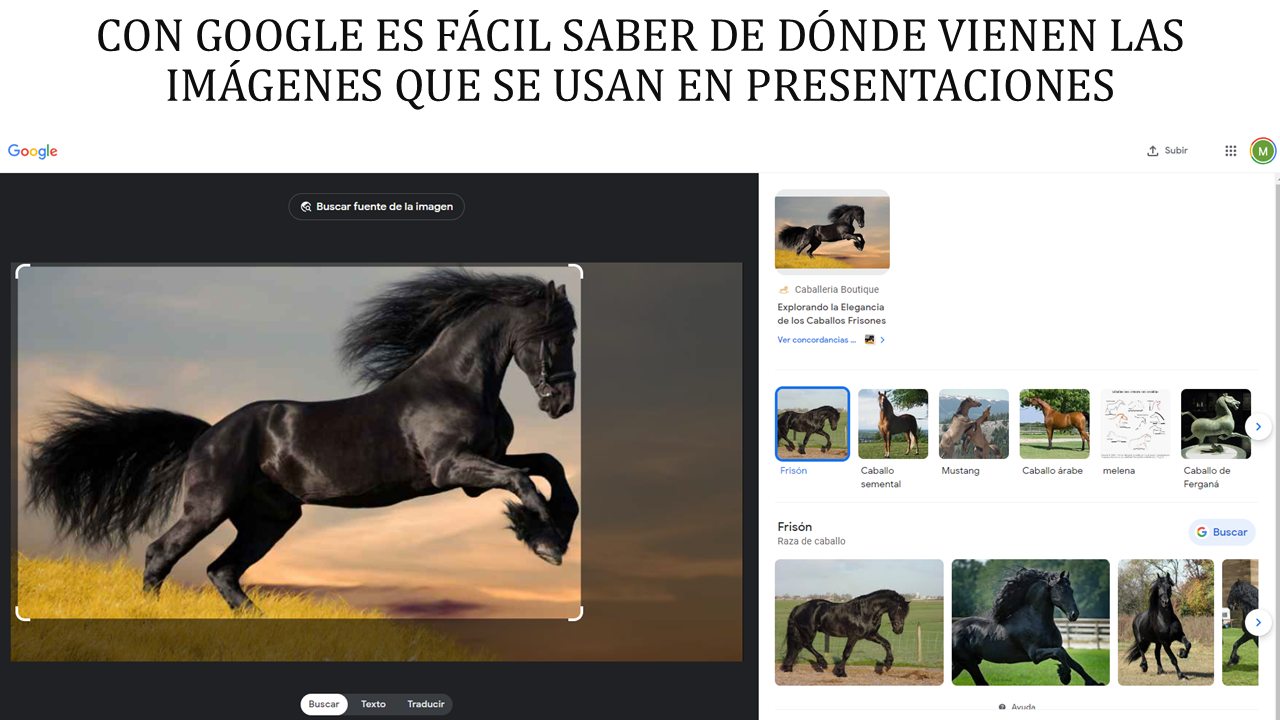 CON GOOGLE ES FÁCIL SABER DE DÓNDE VIENEN LAS
IMÁGENES QUE SE USAN EN PRESENTACIONES
Google
Subir
M
Buscar fuente de la imagen
Caballeria Boutique
Explorando la Elegancia
de los Caballos Frisones
Ver concordancias ...
Frisón
Caballo
semental
Mustang
Caballo árabe
melena
Caballo de
Ferganá
Frisón
Raza de caballo
G Buscar
Buscar
Texto
Traducir
Ayuda